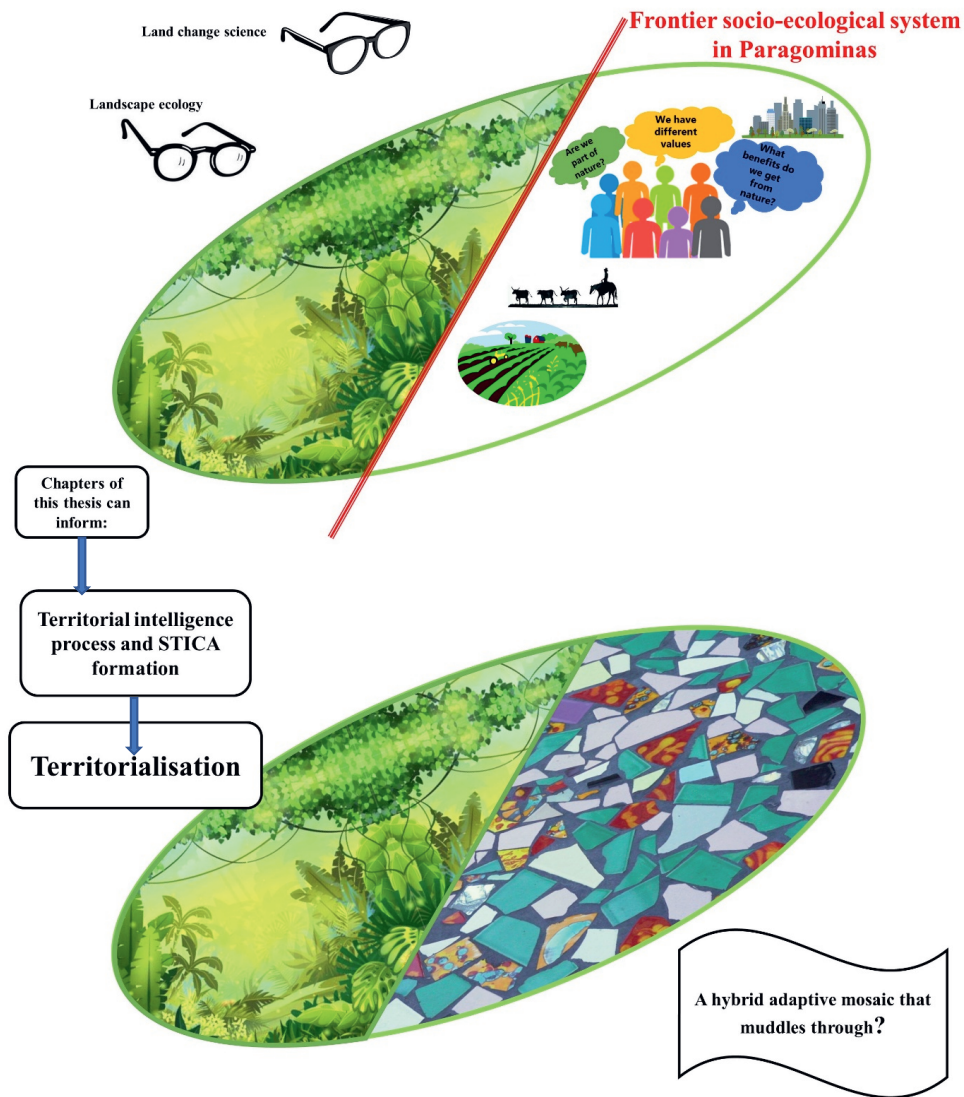 Land change science
Frontier socio-ecological system
in Paragominas
Landscape ecology
Are we
part of
nature?
We have
different
values
What
benefits do
we get
from
nature?
Chapters of
this thesis can
inform:
Territorial intelligence
process and STICA
formation
Territorialisation
A hybrid adaptive mosaic that
muddles through?